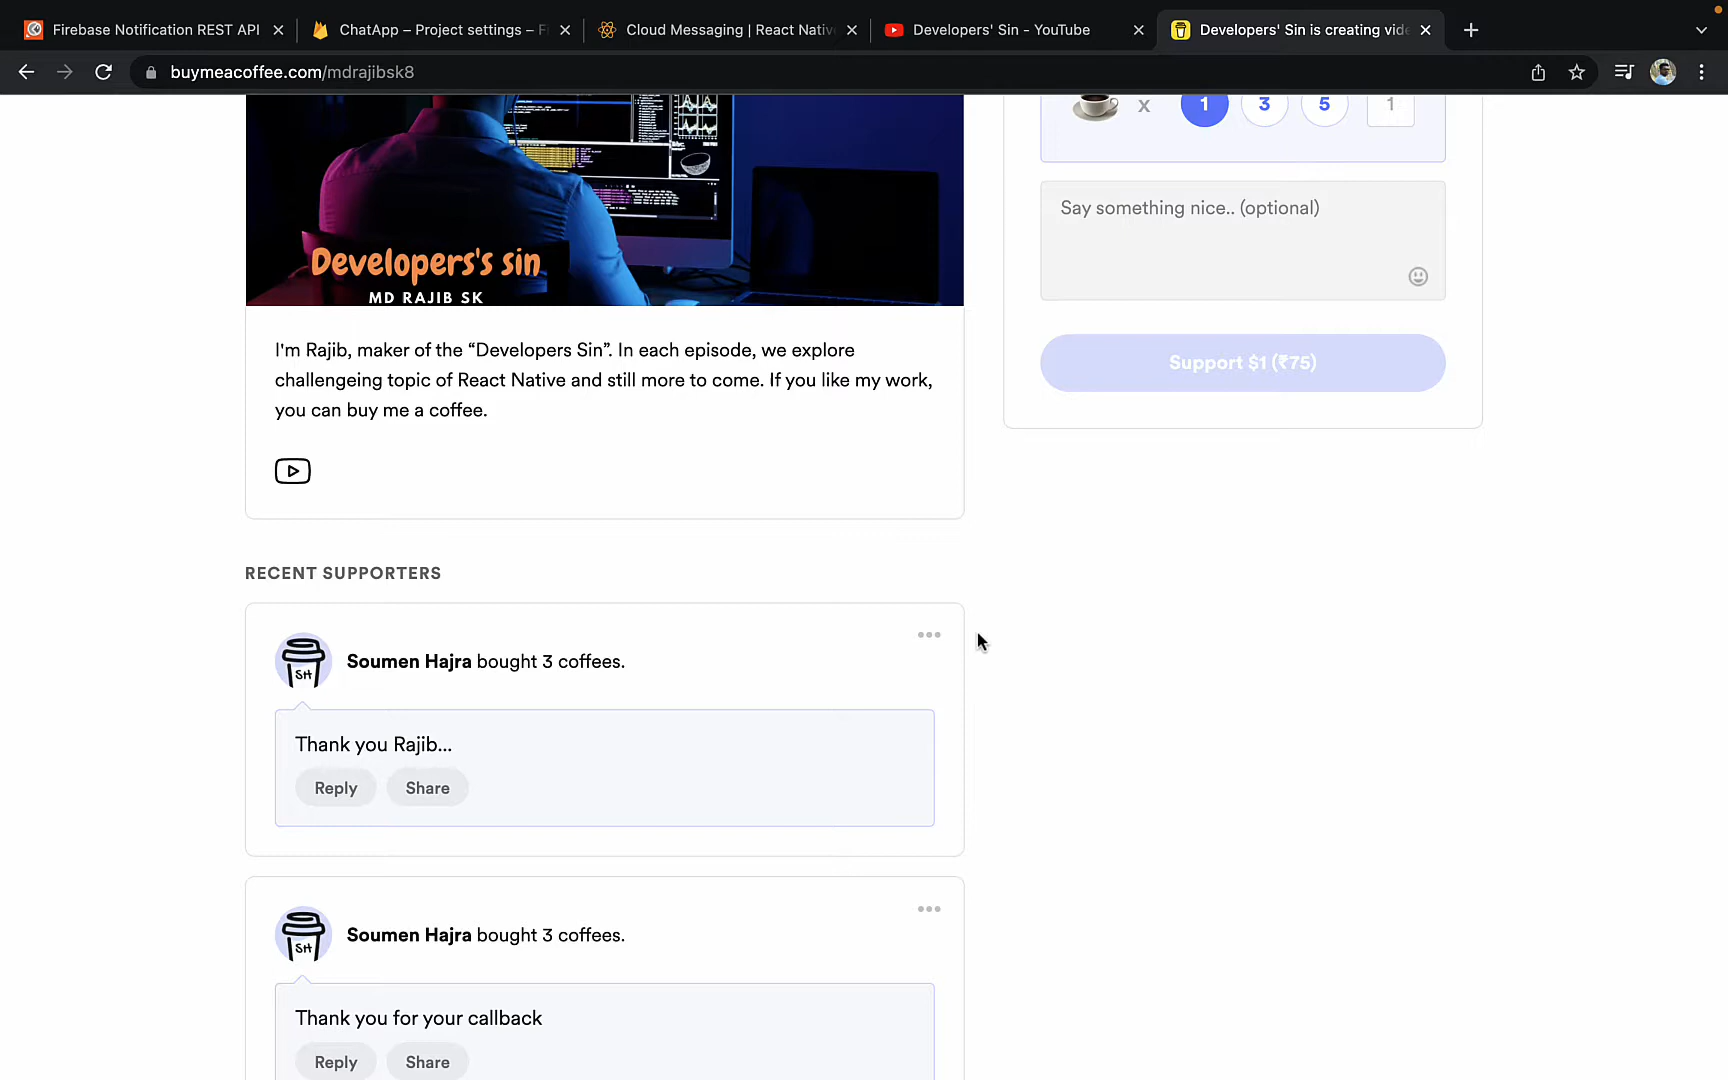 Firebase Notification REST API
ChatApp – Project settings – F
Cloud Messaging | React Nativ
Developers' Sin - YouTube
Developers' Sin is creating vid
buymeacoffee.com/mdrajibsk8
x 1 3 5 1
Developers's sin
MD RAJIB SK
Say something nice.. (optional)
Support $1 (₹75)
I'm Rajib, maker of the “Developers Sin”. In each episode, we explore
challengeing topic of React Native and still more to come. If you like my work,
you can buy me a coffee.
RECENT SUPPORTERS
SH
Soumen Hajra bought 3 coffees.
Thank you Rajib...
Reply Share
SH
Soumen Hajra bought 3 coffees.
Thank you for your callback
Reply Share